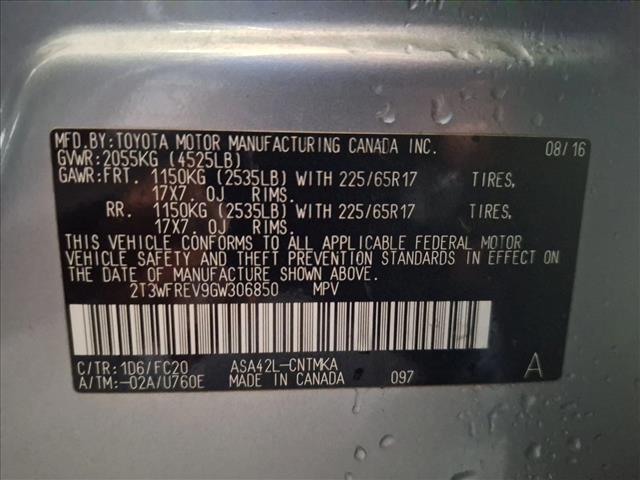 MFD.BY:TOYOTA MOTOR MANUFACTURING CANADA INC. 08/16
GVWR:2055KG (4525LB)
GAWR:FRT. 1150KG (2535LB) WITH 225/65R17 TIRES,
17X7.0J RIMS.
RR. 1150KG (2535LB) WITH 225/65R17 TIRES,
17X7.0J RIMS.
THIS VEHICLE CONFORMS TO ALL APPLICABLE FEDERAL MOTOR
VEHICLE SAFETY AND THEFT PREVENTION STANDARDS IN EFFECT ON
THE DATE OF MANUFACTURE SHOWN ABOVE.
2T3WFREV9GW306850 MPV
C/TR:1D6/FC20 ASA42L-CNTMKA
A/TM:-02A/U760E MADE IN CANADA 097 A